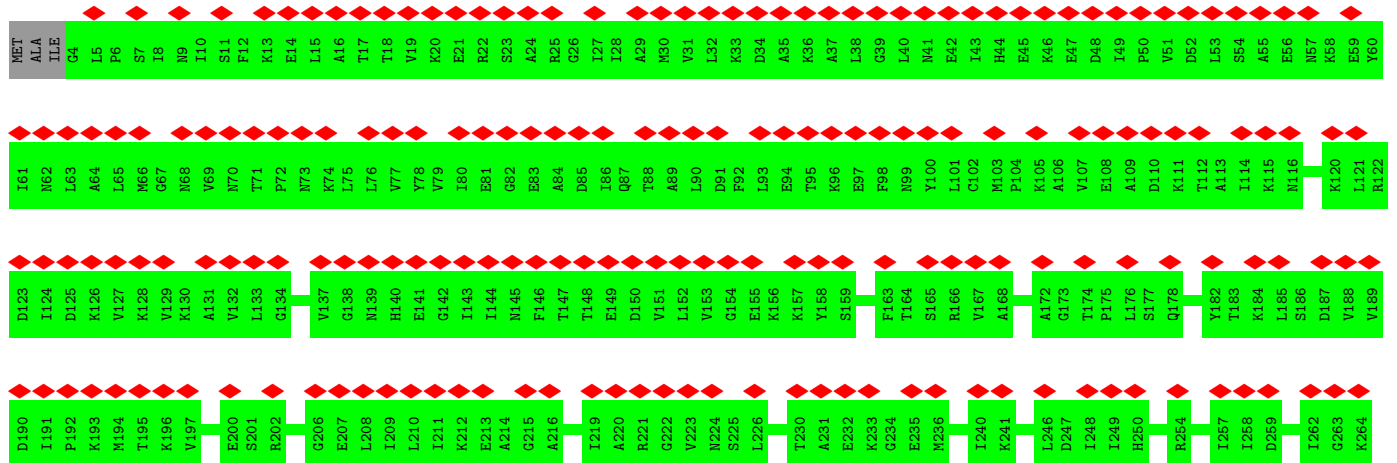 MET ALA ILE G4 L5 P6 S7 I8 N9 I10 S11 F12 K13 E14 L15 A16 T17 T18 V19 K20 E21 R22 S23 A24 R25 G26 I27 I28 A29 M30 V31 L32 K33 D34 A35 K36 A37 L38 G39 L40 N41 E42 I43 H44 E45 K46 E47 D48 I49 P50 V51 D52 L53 S54 A55 E56 N57 K58 E59 Y60
I61 N62 L63 A64 L65 M66 G67 N68 V69 N70 T71 P72 N73 K74 L75 L76 V77 Y78 V79 I80 E81 G82 E83 A84 D85 I86 Q87 T88 A89 L90 D91 F92 L93 E94 T95 K96 E97 F98 N99 Y100 L101 C102 M103 P104 K105 A106 V107 E108 A109 D110 K111 T112 A113 I114 K115 N116 K120 L121 R122
D123 I124 D125 K126 V127 K128 V129 K130 A131 V132 L133 G134 V137 G138 N139 H140 E141 G142 I143 I144 N145 F146 T147 T148 E149 D150 V151 L152 V153 G154 E155 K156 K157 Y158 S159 F163 T164 S165 R166 V167 A168 A172 G173 T174 P175 L176 S177 Q178 Y182 T183 K184 L185 S186 D187 V188 V189
D190 I191 P192 K193 M194 T195 K196 V197 E200 S201 R202 G206 E207 L208 I209 L210 I211 K212 E213 A214 G215 A216 I219 A220 R221 G222 V223 N224 S225 L226 T230 A231 E232 K233 G234 E235 M236 I240 K241 L246 D247 I248 I249 H250 R254 I257 I258 D259 I262 G263 K264